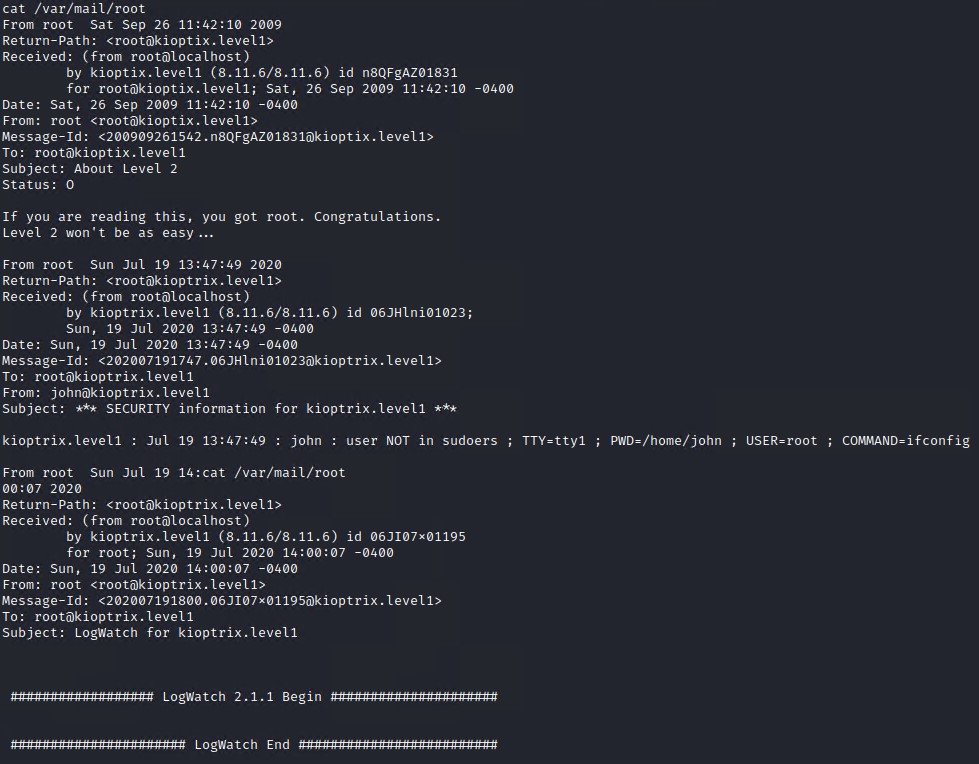 cat /var/mail/root
From root  Sat Sep 26 11:42:10 2009
Return-Path: <root@kioptix.level1>
Received: (from root@localhost)
        by kioptix.level1 (8.11.6/8.11.6) id n8QFgAZ01831
        for root@kioptix.level1; Sat, 26 Sep 2009 11:42:10 -0400
Date: Sat, 26 Sep 2009 11:42:10 -0400
From: root <root@kioptix.level1>
Message-Id: <200909261542.n8QFgAZ01831@kioptix.level1>
To: root@kioptix.level1
Subject: About Level 2
Status: O

If you are reading this, you got root. Congratulations.
Level 2 won't be as easy...

From root  Sun Jul 19 13:47:49 2020
Return-Path: <root@kioptrix.level1>
Received: (from root@localhost)
        by kioptrix.level1 (8.11.6/8.11.6) id 06JHlni01023;
        Sun, 19 Jul 2020 13:47:49 -0400
Date: Sun, 19 Jul 2020 13:47:49 -0400
Message-Id: <202007191747.06JHlni01023@kioptrix.level1>
To: root@kioptrix.level1
From: john@kioptrix.level1
Subject: *** SECURITY information for kioptrix.level1 ***

kioptrix.level1 : Jul 19 13:47:49 : john : user NOT in sudoers ; TTY=tty1 ; PWD=/home/john ; USER=root ; COMMAND=ifconfig

From root  Sun Jul 19 14:cat /var/mail/root
00:07 2020
Return-Path: <root@kioptrix.level1>
Received: (from root@localhost)
        by kioptrix.level1 (8.11.6/8.11.6) id 06JI07×01195
        for root; Sun, 19 Jul 2020 14:00:07 -0400
Date: Sun, 19 Jul 2020 14:00:07 -0400
From: root <root@kioptrix.level1>
Message-Id: <202007191800.06JI07×01195@kioptrix.level1>
To: root@kioptrix.level1
Subject: LogWatch for kioptrix.level1

 ################## LogWatch 2.1.1 Begin #####################

 ###################### LogWatch End #########################